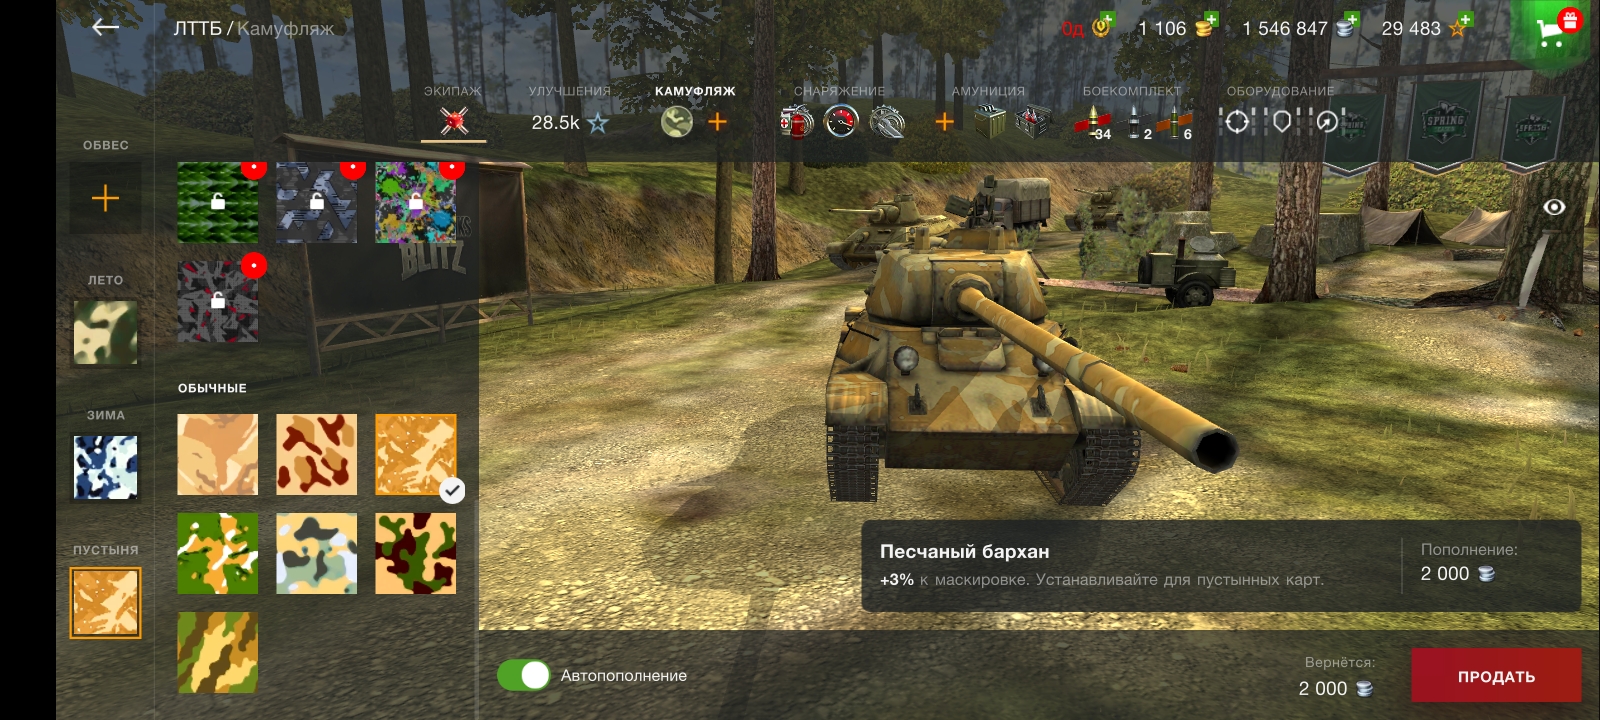 ЛТТБ / Камуфляж
0д
1 106
1 546 847
29 483
ЭКИПАЖ
УЛУЧШЕНИЯ
КАМУФЛЯЖ
СНАРЯЖЕНИЕ
АМУНИЦИЯ
БОЕКОМПЛЕКТ
ОБОРУДОВАНИЕ
28.5k
34
2
6
SPRING
ОБВЕС
BLITZ
ЛЕТО
ОБЫЧНЫЕ
ЗИМА
ПУСТЫНЯ
Песчаный бархан
+3% к маскировке. Устанавливайте для пустынных карт.
Пополнение:
2 000
Автопополнение
Вернётся:
2 000
ПРОДАТЬ